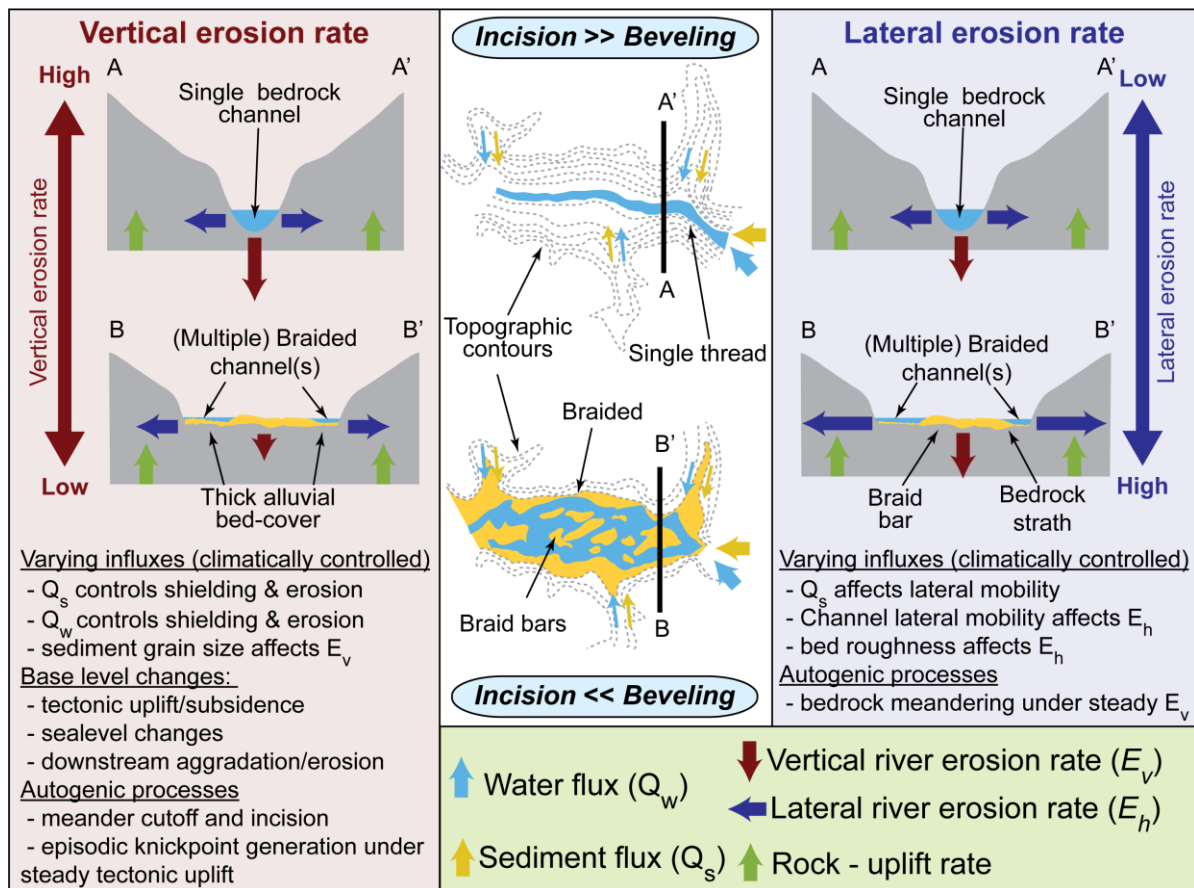 Vertical erosion rate
High
A
A'
Single bedrock
channel
Vertical erosion rate
B
B'
(Multiple) Braided
channel(s)
Low
Thick alluvial
bed-cover
Varying influxes (climatically controlled)
- Qs controls shielding & erosion
- Qw controls shielding & erosion
- sediment grain size affects Ev
Base level changes:
- tectonic uplift/subsidence
- sealevel changes
- downstream aggradation/erosion
Autogenic processes
- meander cutoff and incision
- episodic knickpoint generation under
steady tectonic uplift
Incision >> Beveling
A'
A
Topographic
contours
Single thread
Braided
B'
Braid bars
B
Incision << Beveling
Lateral erosion rate
A
A'
Low
Single bedrock
channel
Lateral erosion rate
B
B'
(Multiple) Braided
channel(s)
High
Braid
bar
Bedrock
strath
Varying influxes (climatically controlled)
- Qs affects lateral mobility
- Channel lateral mobility affects Eh
- bed roughness affects Eh
Autogenic processes
- bedrock meandering under steady Ev
Water flux (Qw)
Sediment flux (Qs)
Vertical river erosion rate (Ev)
Lateral river erosion rate (Eh)
Rock - uplift rate